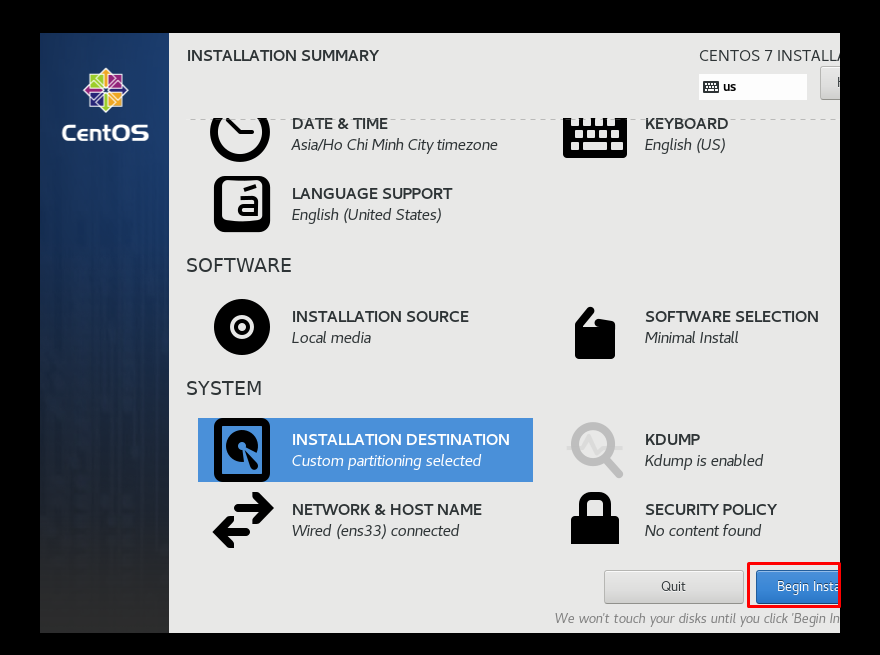 INSTALLATION SUMMARY
CENTOS 7 INSTALLA
us
CentOS
DATE & TIME
Asia/Ho Chi Minh City timezone
KEYBOARD
English (US)
LANGUAGE SUPPORT
English (United States)
SOFTWARE
INSTALLATION SOURCE
Local media
SOFTWARE SELECTION
Minimal Install
SYSTEM
INSTALLATION DESTINATION
Custom partitioning selected
KDUMP
Kdump is enabled
NETWORK & HOST NAME
Wired (ens33) connected
SECURITY POLICY
No content found
Quit
Begin Insta
We won't touch your disks until you click 'Begin In